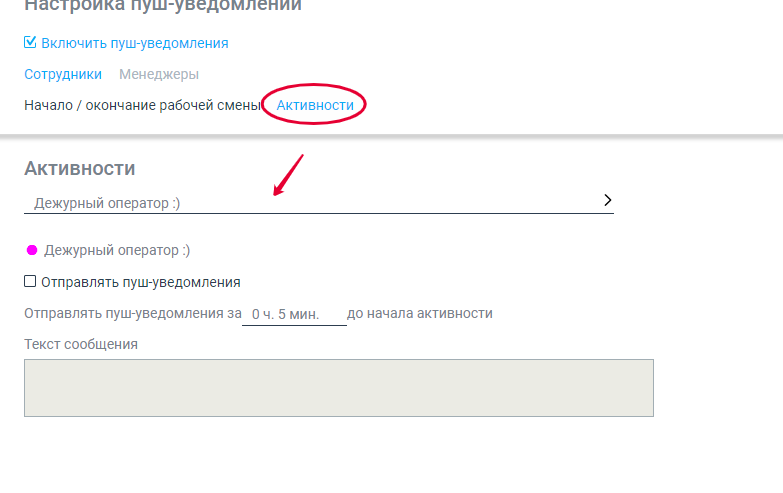 Настройка пуш-уведомлений
Включить пуш-уведомления
Сотрудники Менеджеры
Начало / окончание рабочей смены Активности
Активности
Дежурный оператор :)
Дежурный оператор :)
Отправлять пуш-уведомления
Отправлять пуш-уведомления за 0 ч. 5 мин. до начала активности
Текст сообщения